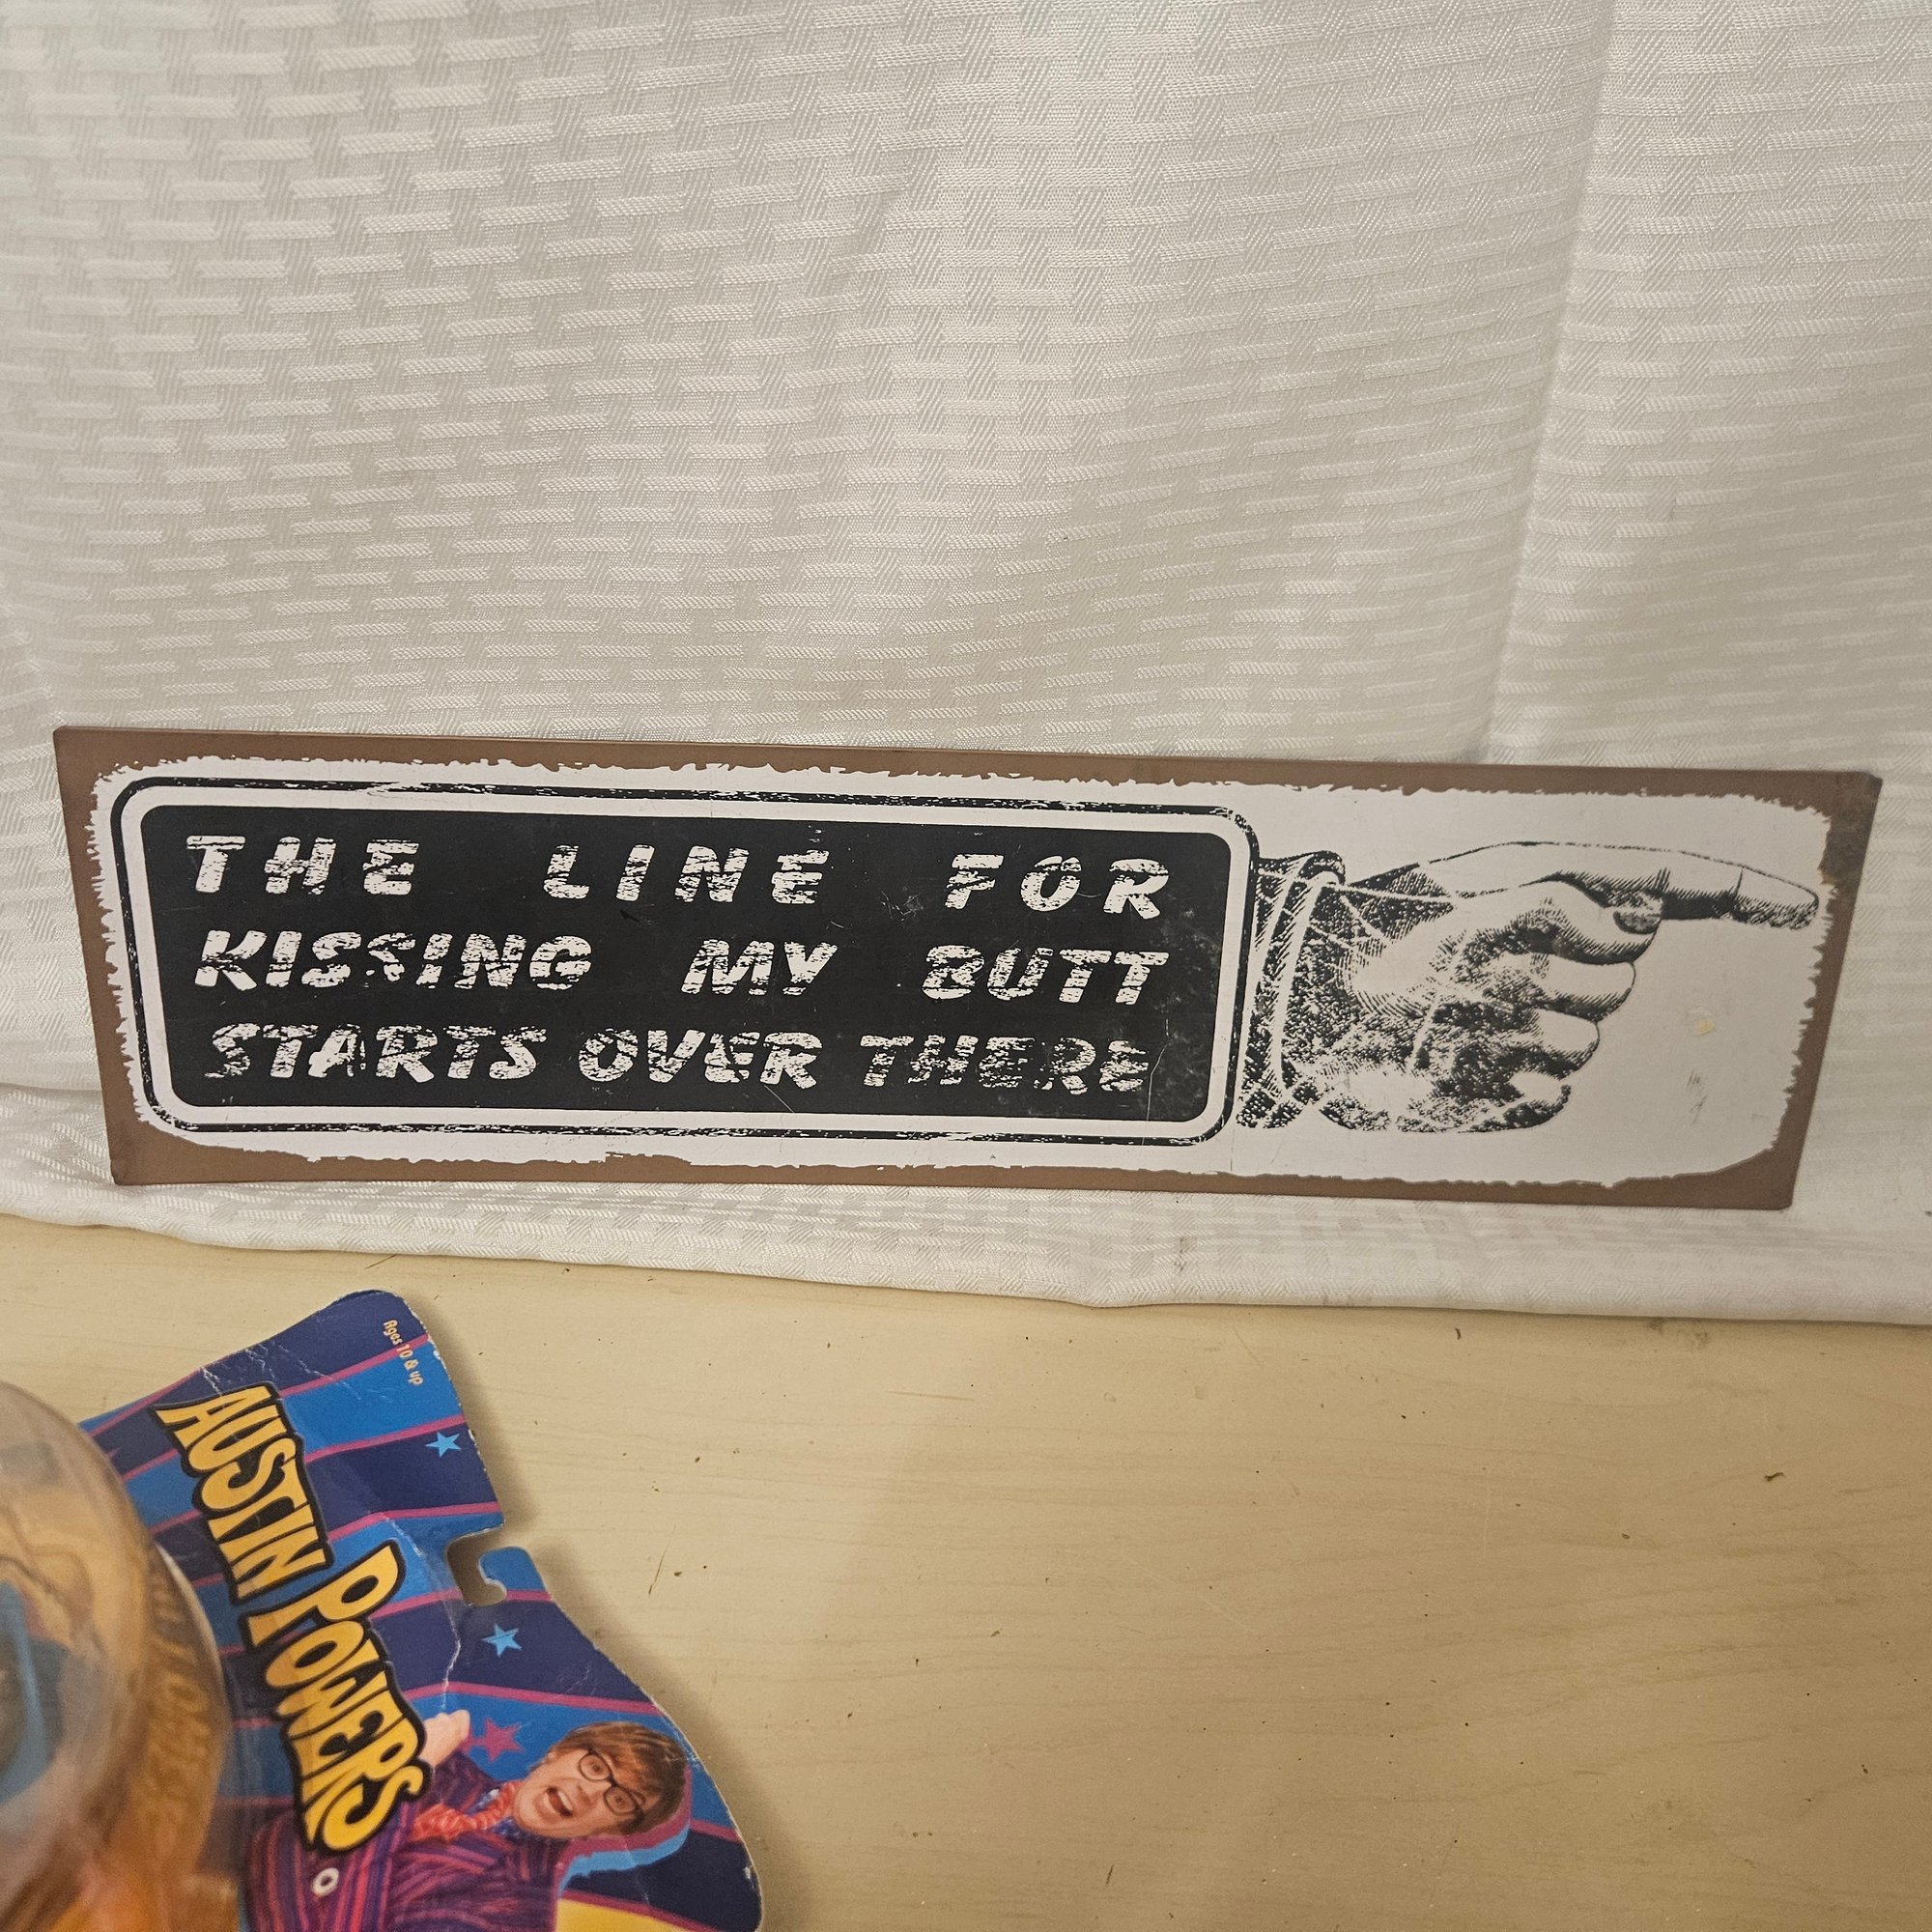 THE LINE FOR
KISSING MY BUTT
STARTS OVER THERE
Ages 10 & up
AUSTIN POWERS